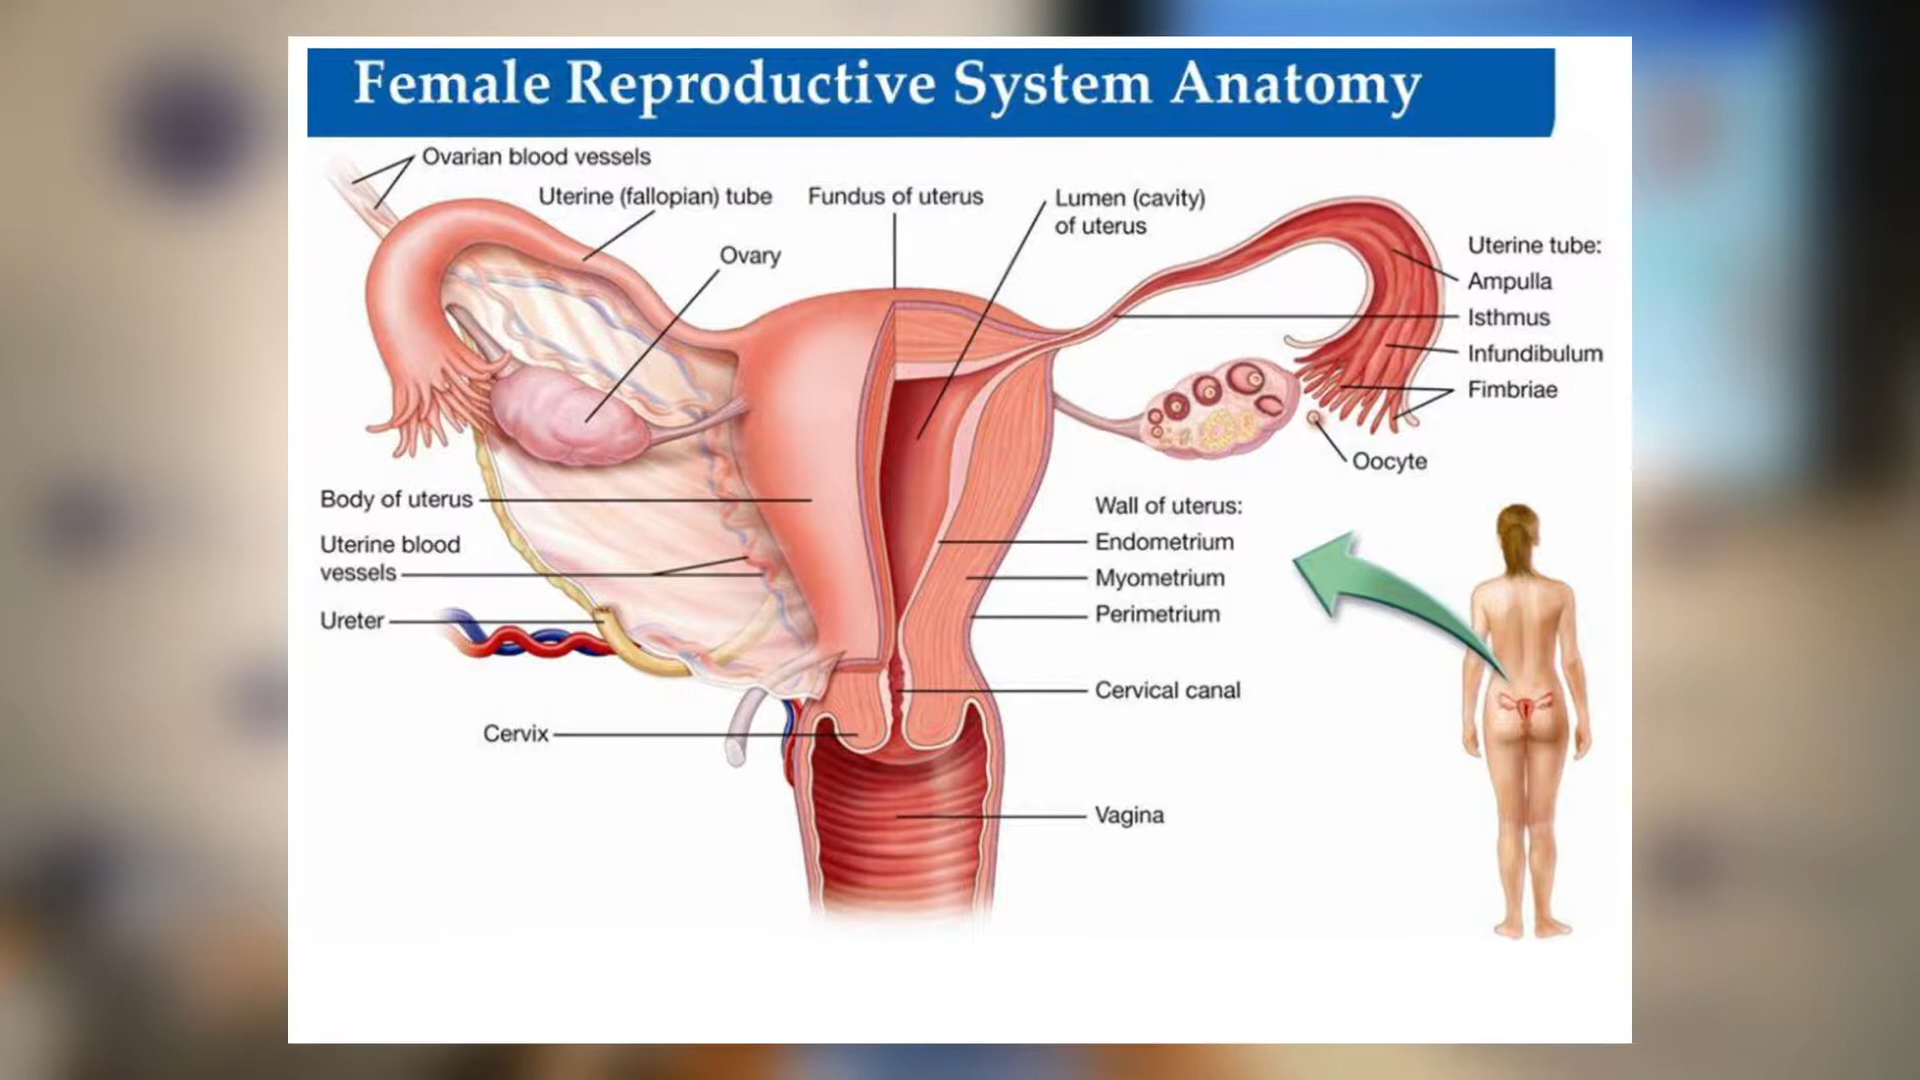 Female Reproductive System Anatomy
Ovarian blood vessels
Uterine (fallopian) tube
Fundus of uterus
Lumen (cavity)
of uterus
Ovary
Uterine tube:
Ampulla
Isthmus
Infundibulum
Fimbriae
Oocyte
Body of uterus
Uterine blood
vessels
Ureter
Wall of uterus:
Endometrium
Myometrium
Perimetrium
Cervical canal
Cervix
Vagina